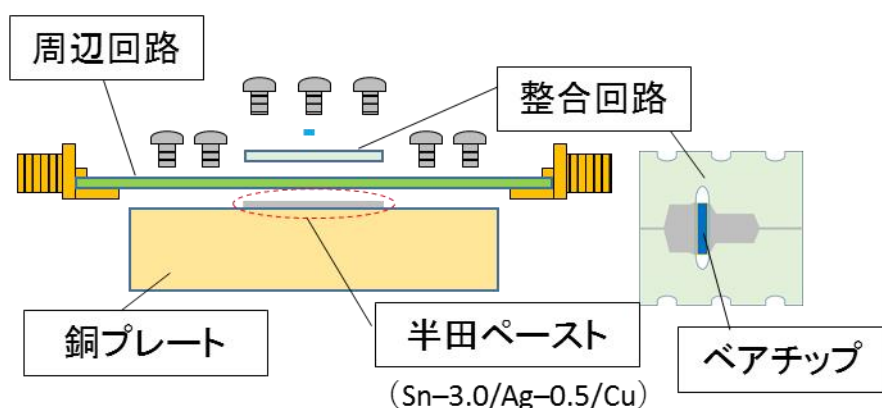 周辺回路
整合回路
銅プレート
半田ペースト
ベアチップ
（Sn–3.0/Ag–0.5/Cu）